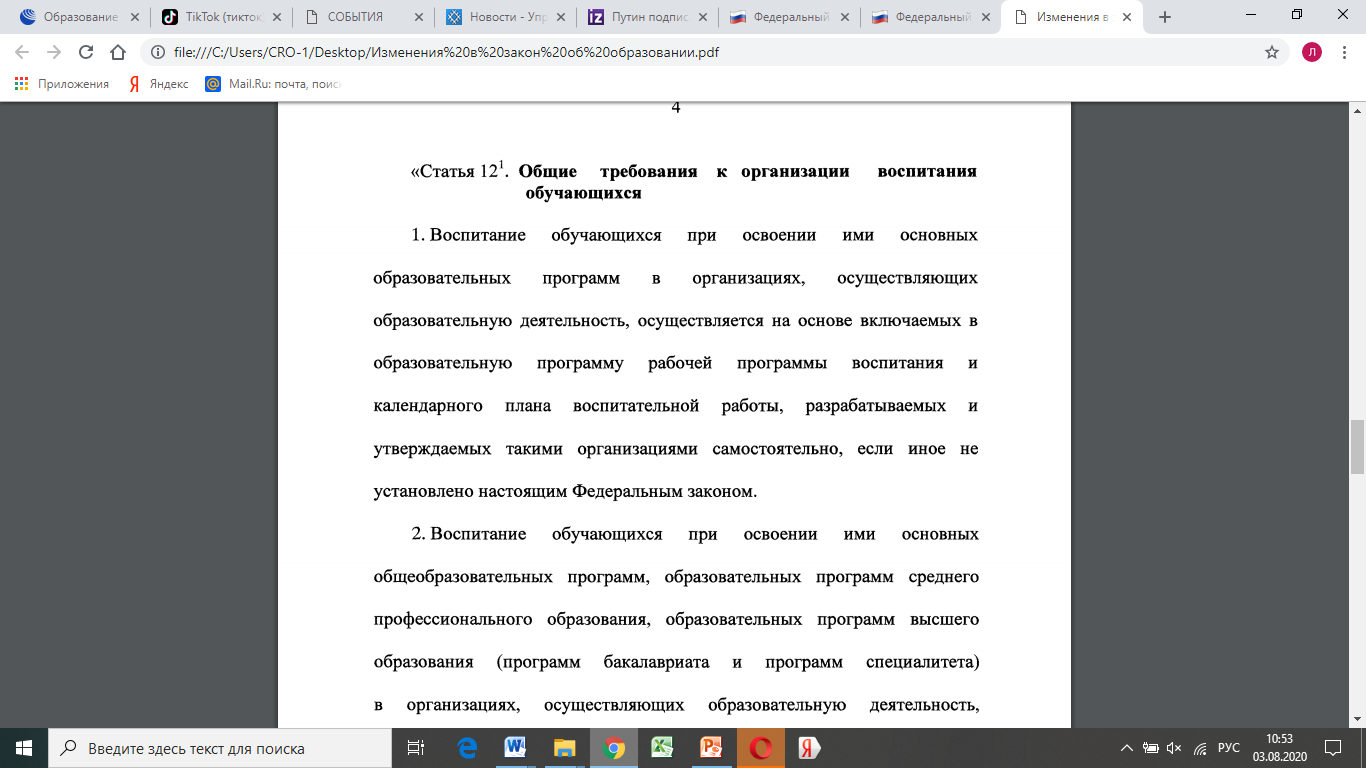 Образование
TikTok (тикток
СОБЫТИЯ
Новости - Упр
Путин подпис
Федеральный
Федеральный
Изменения в
file:///C:/Users/CRO-1/Desktop/Изменения%20в%20закон%20об%20образовании.pdf
Л
Приложения
Яндекс
Mail.Ru: почта, поис
4
«Статья 12¹. Общие требования к организации воспитания
обучающихся
1. Воспитание обучающихся при освоении ими основных
образовательных программ в организациях, осуществляющих
образовательную деятельность, осуществляется на основе включаемых в
образовательную программу рабочей программы воспитания и
календарного плана воспитательной работы, разрабатываемых и
утверждаемых такими организациями самостоятельно, если иное не
установлено настоящим Федеральным законом.
2. Воспитание обучающихся при освоении ими основных
общеобразовательных программ, образовательных программ среднего
профессионального образования, образовательных программ высшего
образования (программ бакалавриата и программ специалитета)
в организациях, осуществляющих образовательную деятельность,
Введите здесь текст для поиска
РУС
10:53
03.08.2020